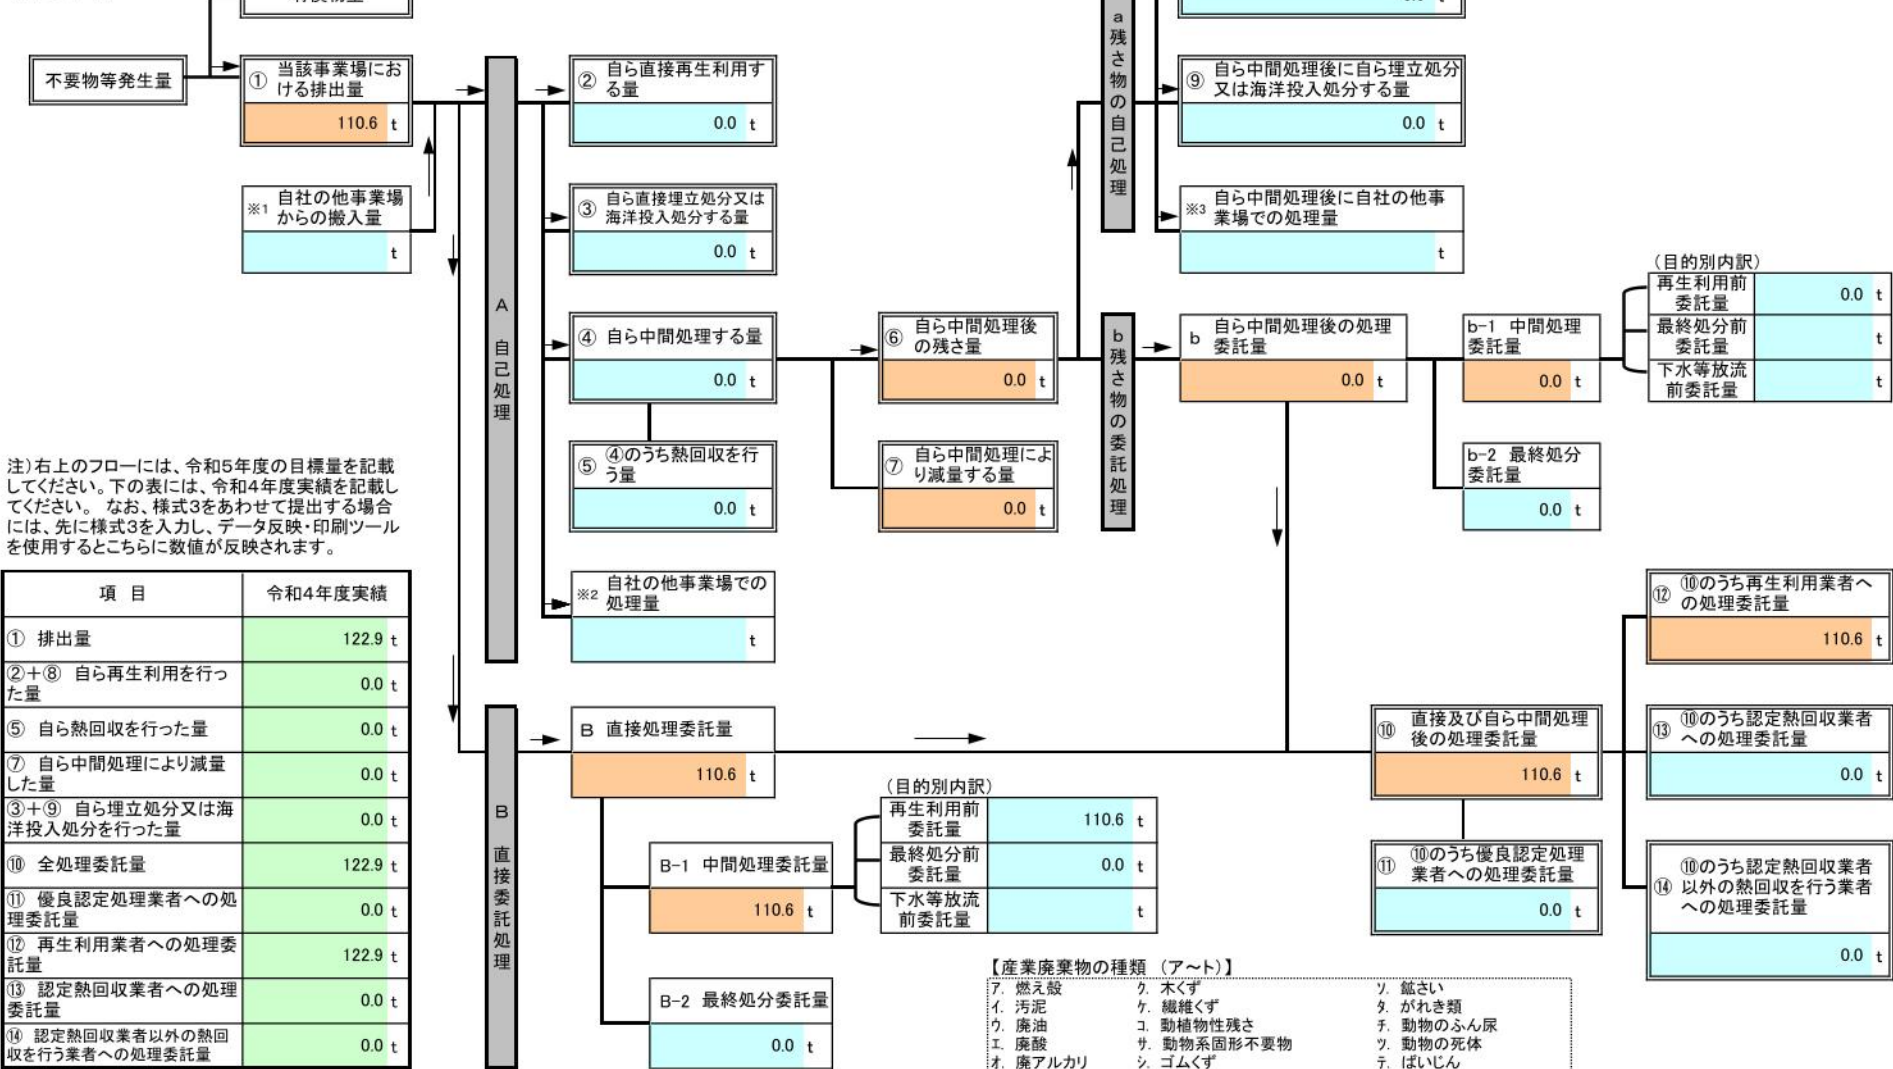 不要物等発生量
① 当該事業場にお
ける排出量
110.6 t
※1 自社の他事業場
からの搬入量
t
A 自己処理
② 自ら直接再生利用す
る量
0.0 t
③ 自ら直接埋立処分又は
海洋投入処分する量
0.0 t
④ 自ら中間処理する量
0.0 t
⑤ ④のうち熱回収を行
う量
0.0 t
※2 自社の他事業場での
処理量
t
⑥ 自ら中間処理後
の残さ量
0.0 t
⑦ 自ら中間処理によ
り減量する量
0.0 t
a 残さ物の自己処理
⑨ 自ら中間処理後に自ら埋立処分
又は海洋投入処分する量
0.0 t
※3 自ら中間処理後に自社の他事
業場での処理量
t
b 残さ物の委託処理
b 自ら中間処理後の処理
委託量
0.0 t
b-1 中間処理
委託量
0.0 t
(目的別内訳)
再生利用前
委託量
0.0 t
最終処分前
委託量
t
下水等放流
前委託量
t
b-2 最終処分
委託量
0.0 t
注)右上のフローには、令和5年度の目標量を記載
してください。下の表には、令和4年度実績を記載し
てください。 なお、様式3をあわせて提出する場合
には、先に様式3を入力し、データ反映・印刷ツール
を使用するとこちらに数値が反映されます。
項 目 令和4年度実績
① 排出量 122.9 t
②+⑧ 自ら再生利用を行っ
た量 0.0 t
⑤ 自ら熱回収を行った量 0.0 t
⑦ 自ら中間処理により減量
した量 0.0 t
③+⑨ 自ら埋立処分又は海
洋投入処分を行った量 0.0 t
⑩ 全処理委託量 122.9 t
⑪ 優良認定処理業者への処
理委託量 0.0 t
⑫ 再生利用業者への処理委
託量 122.9 t
⑬ 認定熱回収業者への処理
委託量 0.0 t
⑭ 認定熱回収業者以外の熱回
収を行う業者への処理委託量 0.0 t
B 直接委託処理
B 直接処理委託量
110.6 t
B-1 中間処理委託量
110.6 t
(目的別内訳)
再生利用前
委託量
110.6 t
最終処分前
委託量
0.0 t
下水等放流
前委託量
t
B-2 最終処分委託量
0.0 t
⑩ 直接及び自ら中間処理
後の処理委託量
110.6 t
⑪ ⑩のうち優良認定処理
業者への処理委託量
0.0 t
⑫ ⑩のうち再生利用業者へ
の処理委託量
110.6 t
⑬ ⑩のうち認定熱回収業者
への処理委託量
0.0 t
⑭ ⑩のうち認定熱回収業者
以外の熱回収を行う業者
への処理委託量
0.0 t
【産業廃棄物の種類 (ア~ト)】
ア. 燃え殻 ク. 木くず ソ. 鉱さい
イ. 汚泥 ケ. 繊維くず タ. がれき類
ウ. 廃油 コ. 動植物性残さ チ. 動物のふん尿
エ. 廃酸 サ. 動物系固形不要物 ツ. 動物の死体
オ. 廃アルカリ シ. ゴムくず テ. ばいじん